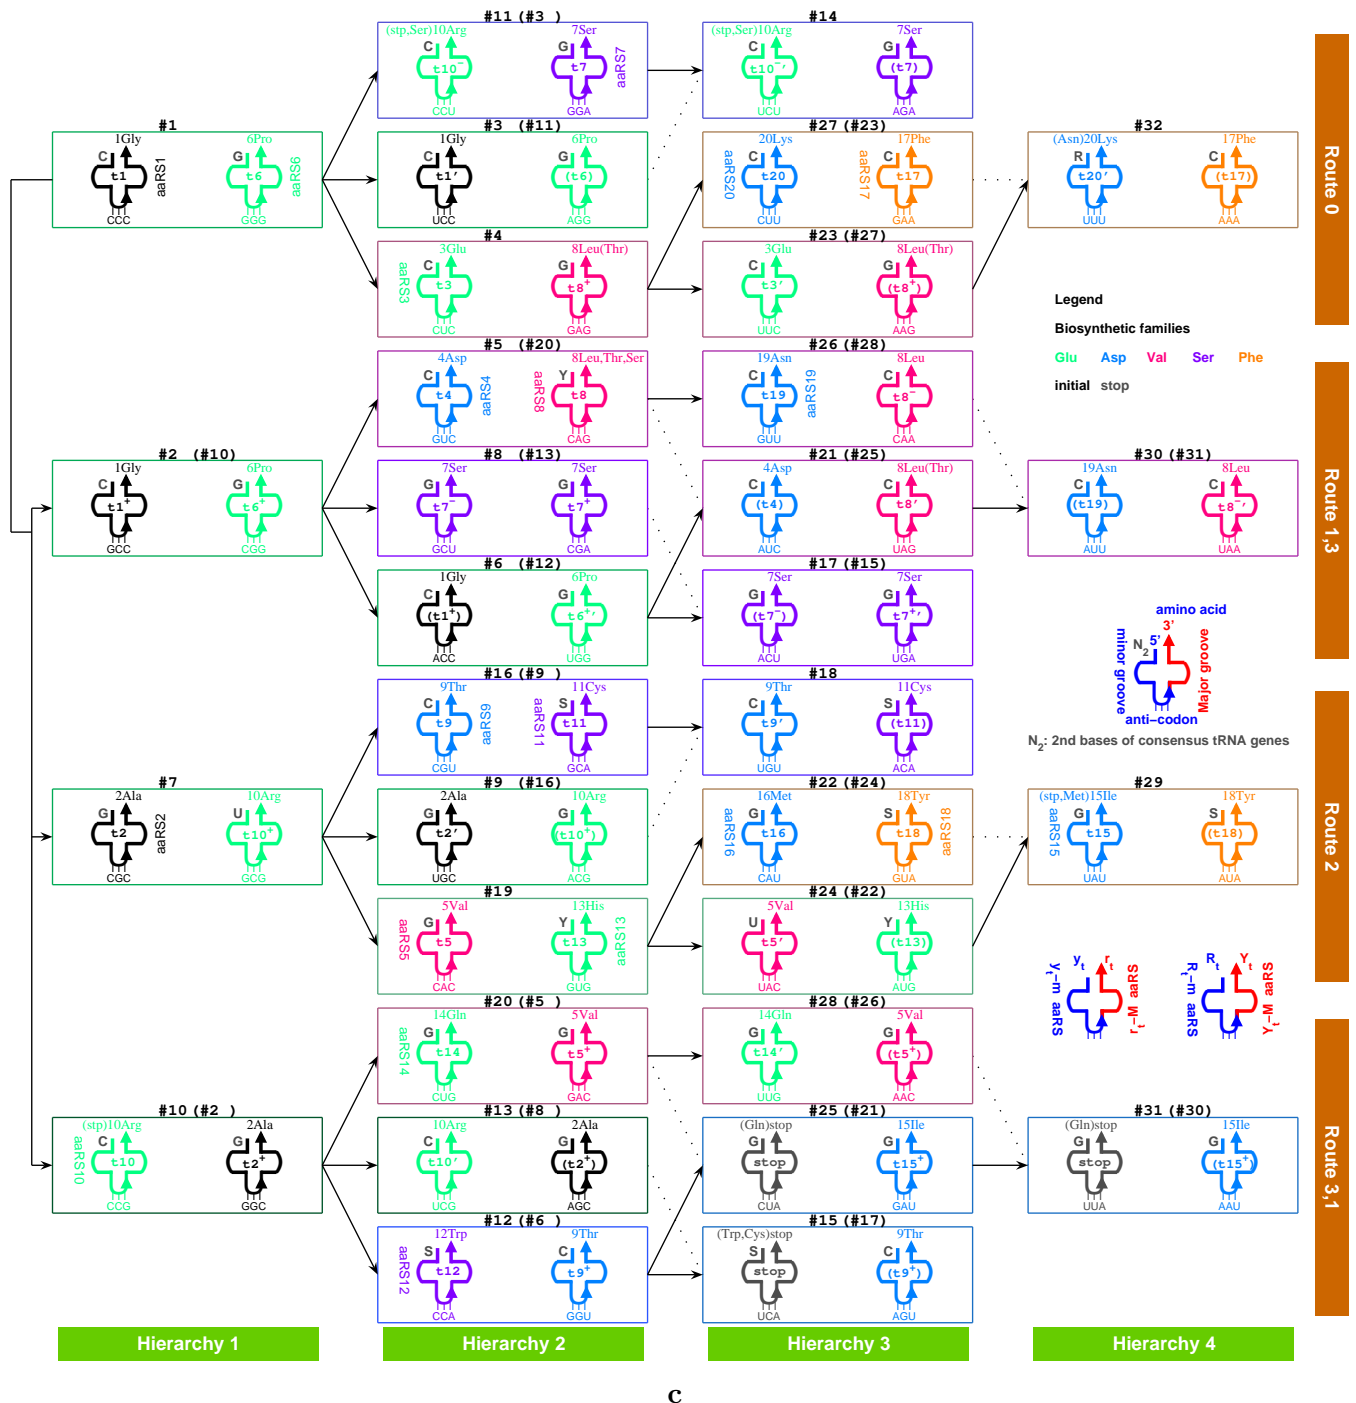 #11 (#3 )
(stp,Ser)10Arg 7Ser
C G
t10⁻ t7
aaRS7
CCU GGA
#14
(stp,Ser)10Arg 7Ser
C G
t10⁻′ (t7)
UCU AGA
#1
1Gly 6Pro
C G
t1 t6
aaRS1 aaRS6
CCC GGG
#3 (#11)
1Gly 6Pro
C G
t1′ (t6)
UCC AGG
#27 (#23)
20Lys 17Phe
C C
t20 t17
aaRS20 aaRS17
CUU GAA
#32
(Asn)20Lys 17Phe
R C
t20′ (t17)
UUU AAA
Route 0
#4
3Glu 8Leu(Thr)
C G
t3 t8⁺
aaRS3
CUC GAG
#23 (#27)
3Glu 8Leu(Thr)
C G
t3′ (t8⁺)
UUC AAG
Legend
Biosynthetic families
Glu Asp Val Ser Phe
initial stop
#5 (#20)
4Asp 8Leu,Thr,Ser
C Y
t4 t8
aaRS4 aaRS8
GUC CAG
#26 (#28)
19Asn 8Leu
C C
t19 t8⁻
aaRS19
GUU CAA
#2 (#10)
1Gly 6Pro
C G
t1⁺ t6⁺
GCC CGG
#8 (#13)
7Ser 7Ser
G G
t7⁻ t7⁺
GCU CGA
#21 (#25)
4Asp 8Leu(Thr)
C C
(t4) t8′
AUC UAG
#30 (#31)
19Asn 8Leu
C C
(t19) t8⁻′
AUU UAA
Route 1,3
#6 (#12)
1Gly 6Pro
C G
(t1⁺) t6⁺′
ACC UGG
#17 (#15)
7Ser 7Ser
G G
(t7⁻) t7⁺′
ACU UGA
amino acid
3′
N₂ 5′
minor groove
Major groove
anti−codon
N₂: 2nd bases of consensus tRNA genes
#16 (#9 )
9Thr 11Cys
C S
t9 t11
aaRS9 aaRS11
CGU GCA
#18
9Thr 11Cys
C S
t9′ (t11)
UGU ACA
#7
2Ala 10Arg
G U
t2 t10⁺
aaRS2
CGC GCG
#9 (#16)
2Ala 10Arg
G G
t2′ (t10⁺)
UGC ACG
#22 (#24)
16Met 18Tyr
G S
t16 t18
aaRS16 aaRS18
CAU GUA
#29
(stp,Met)15Ile 18Tyr
G S
t15 (t18)
aaRS15
UAU AUA
Route 2
#19
5Val 13His
G Y
t5 t13
aaRS5 aaRS13
CAC GUG
#24 (#22)
5Val 13His
U Y
t5′ (t13)
UAC AUG
yₜ rₜ
yₜ−m aaRS
rₜ−M aaRS
Rₜ Yₜ
Rₜ−m aaRS
Yₜ−M aaRS
#20 (#5 )
14Gln 5Val
G G
t14 t5⁺
aaRS14
CUG GAC
#28 (#26)
14Gln 5Val
G G
t14′ (t5⁺)
UUG AAC
#10 (#2 )
(stp)10Arg 2Ala
C G
t10 t2⁺
aaRS10
CCG GGC
#13 (#8 )
10Arg 2Ala
C G
t10′ (t2⁺)
UCG AGC
#25 (#21)
(Gln)stop 15Ile
G G
stop t15⁺
CUA GAU
#31 (#30)
(Gln)stop 15Ile
G G
stop (t15⁺)
UUA AAU
Route 3,1
#12 (#6 )
12Trp 9Thr
S C
t12 t9⁺
aaRS12
CCA GGU
#15 (#17)
(Trp,Cys)stop 9Thr
S C
stop (t9⁺)
UCA AGU
Hierarchy 1 Hierarchy 2 Hierarchy 3 Hierarchy 4
c